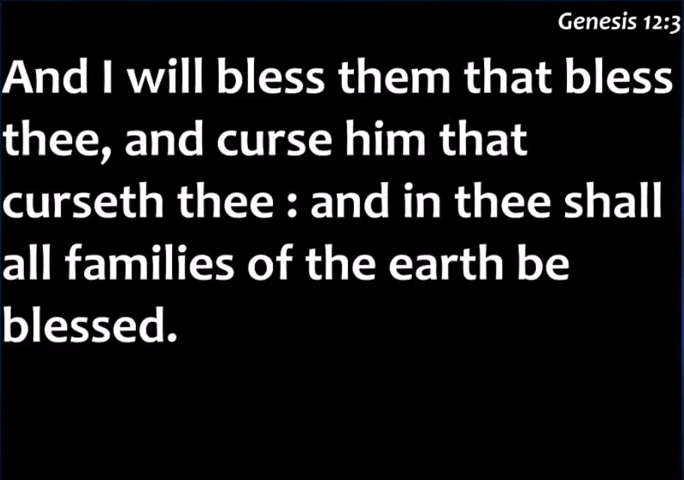 Genesis 12:3
And I will bless them that bless
thee, and curse him that
curseth thee : and in thee shall
all families of the earth be
blessed.